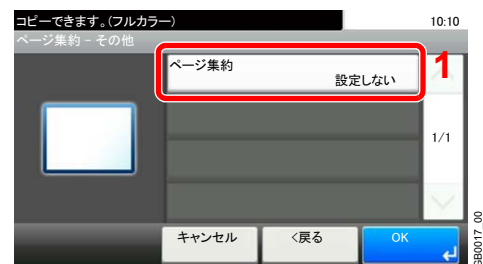 コピーできます。(フルカラー)
10:10
ページ集約 - その他
ページ集約
設定しない
1
1/1
キャンセル
<戻る
OK
GB0017_00